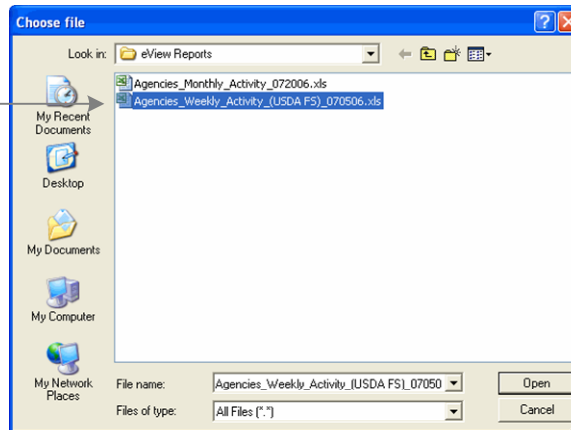 Choose file
Look in:
eView Reports
Agencies_Monthly_Activity_072006.xls
Agencies_Weekly_Activity_(USDA FS)_070506.xls
My Recent
Documents
Desktop
My Documents
My Computer
My Network
Places
File name:
Agencies_Weekly_Activity_(USDA FS)_07050
Open
Files of type:
All Files (*.*)
Cancel